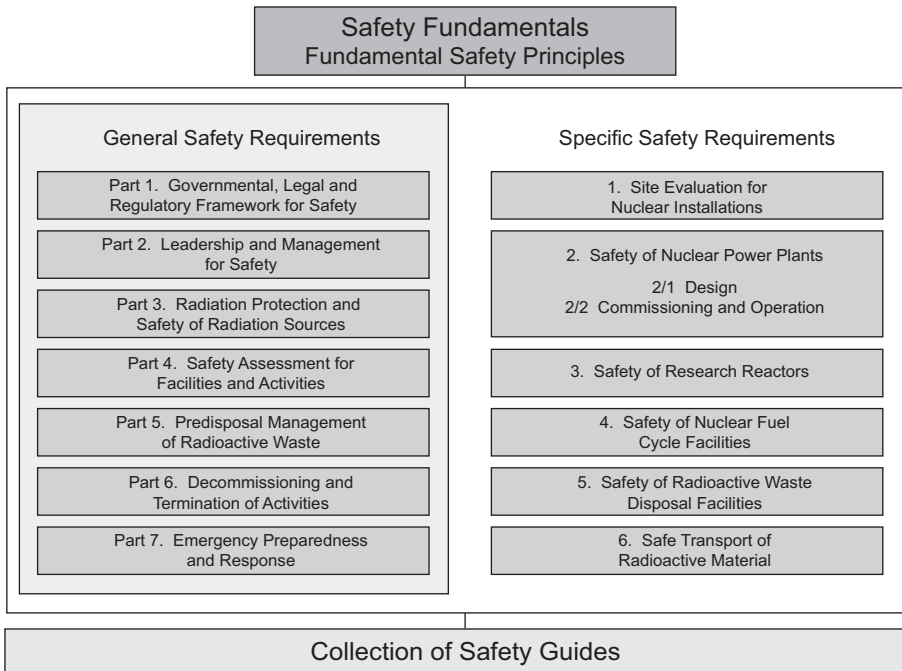 Safety Fundamentals
Fundamental Safety Principles
General Safety Requirements
Part 1. Governmental, Legal and
Regulatory Framework for Safety
Part 2. Leadership and Management
for Safety
Part 3. Radiation Protection and
Safety of Radiation Sources
Part 4. Safety Assessment for
Facilities and Activities
Part 5. Predisposal Management
of Radioactive Waste
Part 6. Decommissioning and
Termination of Activities
Part 7. Emergency Preparedness
and Response
Specific Safety Requirements
1. Site Evaluation for
Nuclear Installations
2. Safety of Nuclear Power Plants
2/1 Design
2/2 Commissioning and Operation
3. Safety of Research Reactors
4. Safety of Nuclear Fuel
Cycle Facilities
5. Safety of Radioactive Waste
Disposal Facilities
6. Safe Transport of
Radioactive Material
Collection of Safety Guides